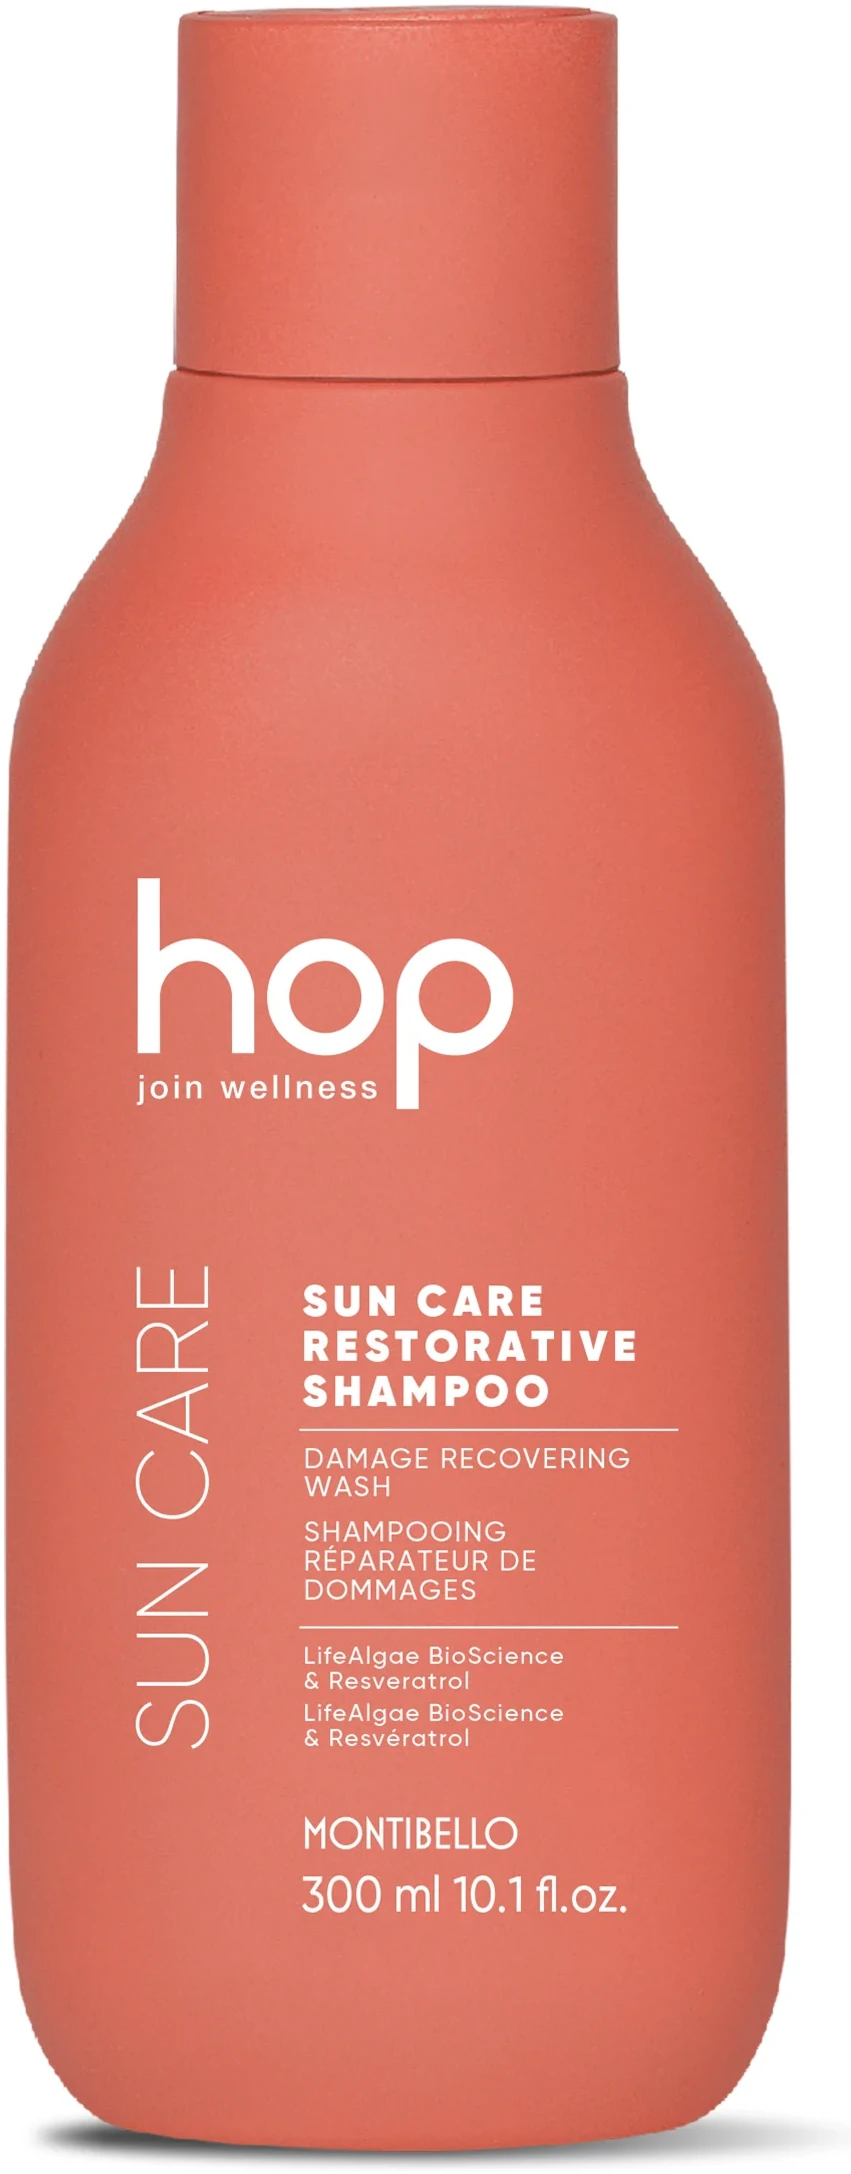 hop
join wellness
SUN CARE
SUN CARE
RESTORATIVE
SHAMPOO
DAMAGE RECOVERING
WASH
SHAMPOOING
RÉPARATEUR DE
DOMMAGES
LifeAlgae BioScience
& Resveratrol
LifeAlgae BioScience
& Resvératrol
MONTIBELLO
300 ml 10.1 fl.oz.